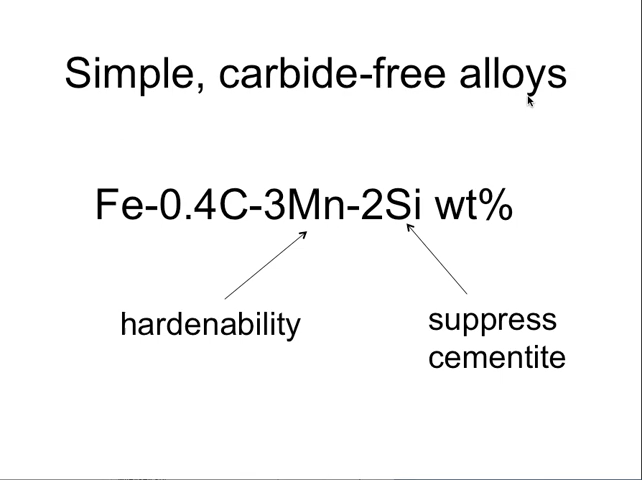 Simple, carbide-free alloys
Fe-0.4C-3Mn-2Si wt%
hardenability
suppress
cementite